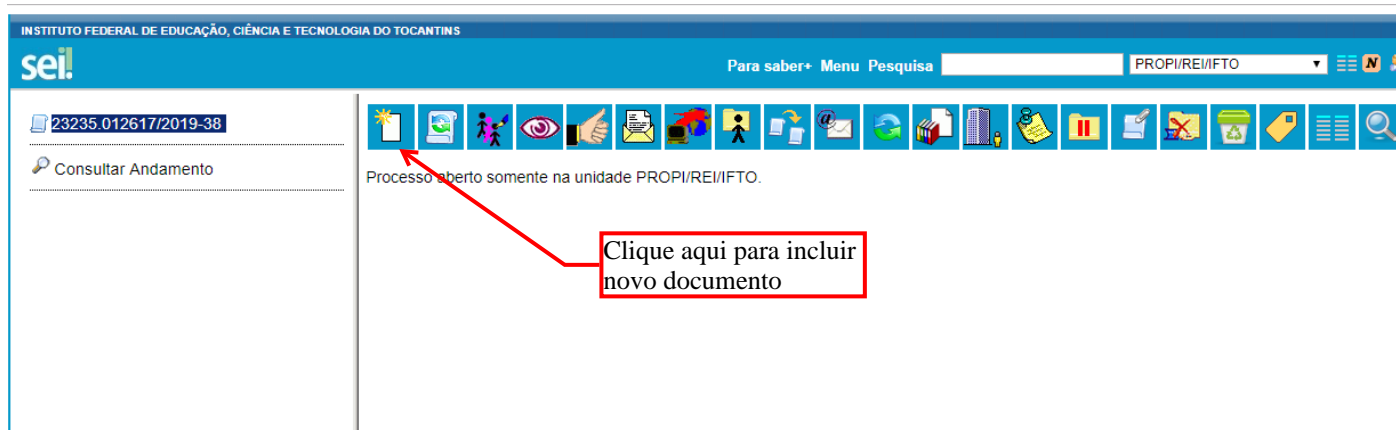 INSTITUTO FEDERAL DE EDUCAÇÃO, CIÊNCIA E TECNOLOGIA DO TOCANTINS
sei!
Para saber+ Menu Pesquisa PROPI/REI/IFTO N
23235.012617/2019-38
Consultar Andamento
Processo aberto somente na unidade PROPI/REI/IFTO.
Clique aqui para incluir
novo documento